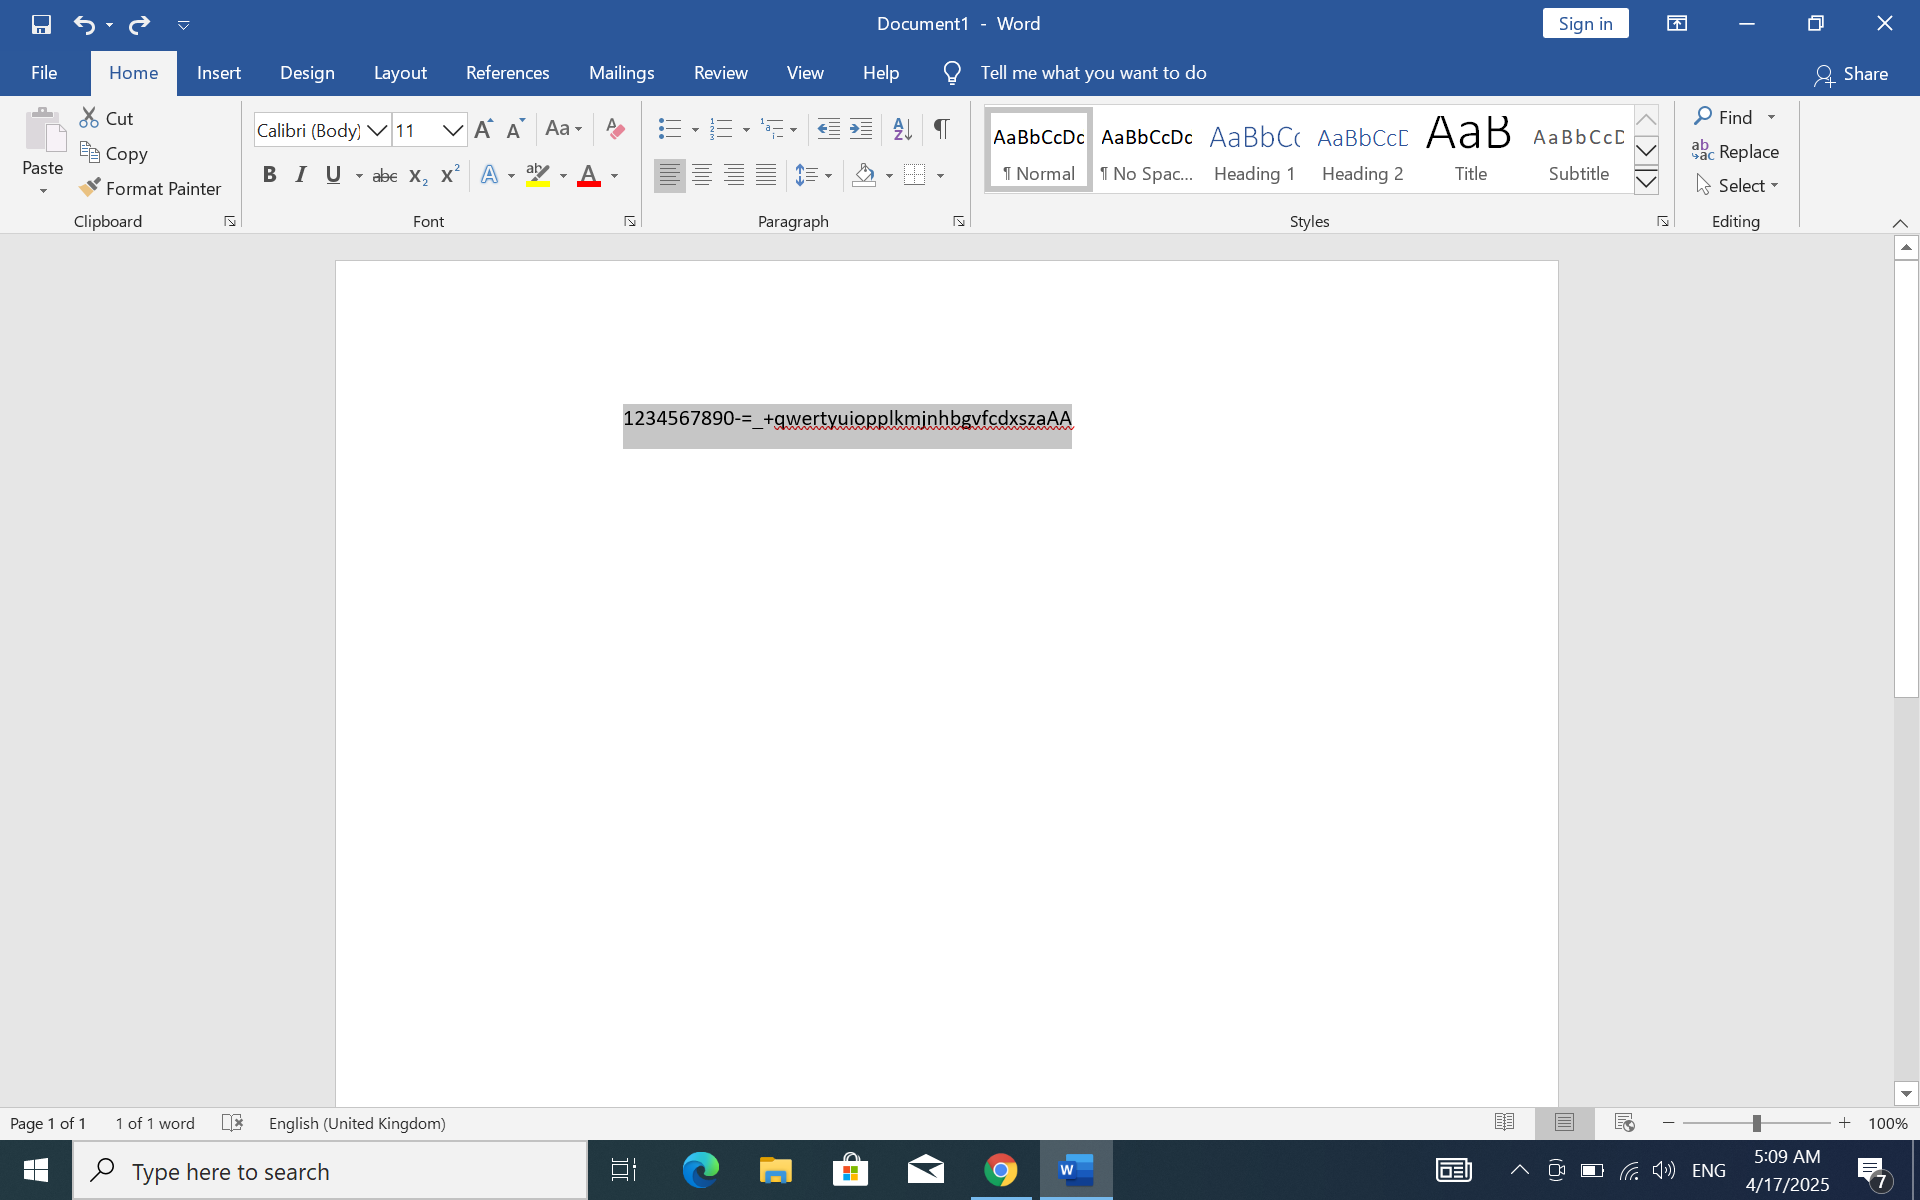 Document1 - Word
Sign in
File
Home
Insert
Design
Layout
References
Mailings
Review
View
Help
Tell me what you want to do
Share
Paste
Cut
Copy
Format Painter
Clipboard
Calibri (Body)
11
Font
Paragraph
AaBbCcDc
¶ Normal
AaBbCcDc
¶ No Spac...
AaBbCc
Heading 1
AaBbCcD
Heading 2
AaB
Title
AaBbCcD
Subtitle
Styles
Find
Replace
Select
Editing
1234567890-=_+qwertyuiopplkmjnhbgvfcdxszaAA
Page 1 of 1
1 of 1 word
English (United Kingdom)
100%
Type here to search
ENG
5:09 AM
4/17/2025
7